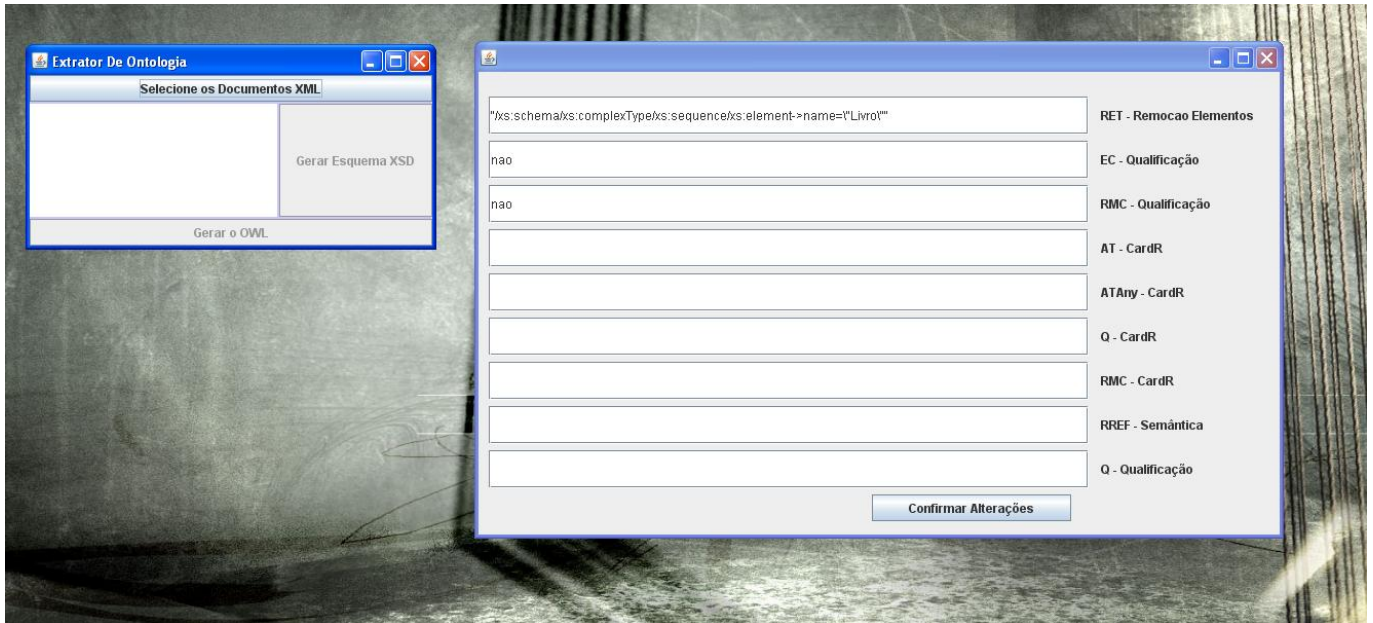 Extrator De Ontologia
Selecione os Documentos XML
Gerar Esquema XSD
Gerar o OWL
"/xs:schema/xs:complexType/xs:sequence/xs:element->name=\"Livro\"" RET - Remocao Elementos
nao EC - Qualificação
nao RMC - Qualificação
AT - CardR
ATAny - CardR
Q - CardR
RMC - CardR
RREF - Semântica
Q - Qualificação
Confirmar Alterações